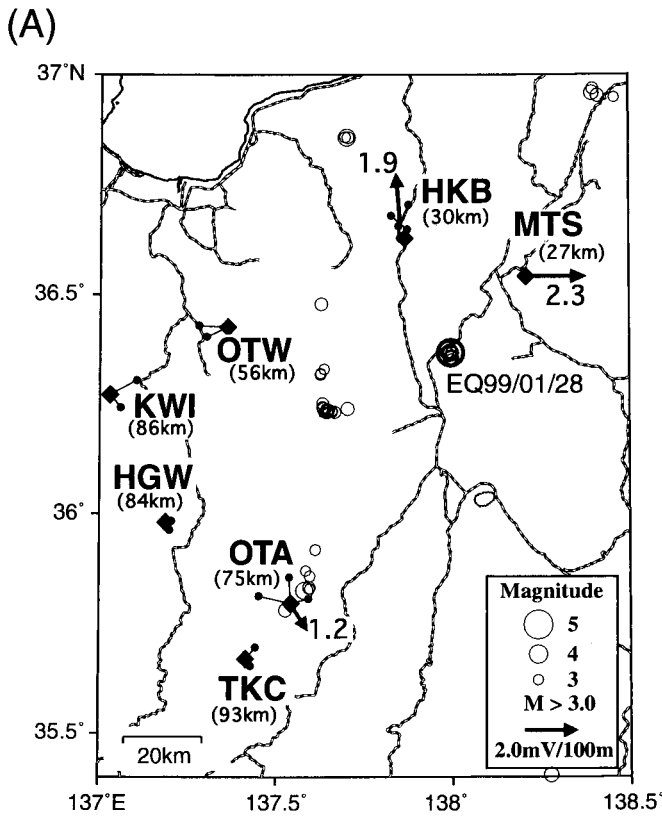 (A)
37°N
1.9
HKB
(30km)
MTS
(27km)
2.3
36.5°
OTW
(56km)
EQ99/01/28
KWI
(86km)
HGW
(84km)
36°
OTA
(75km)
1.2
TKC
(93km)
Magnitude
5
4
3
M > 3.0
2.0mV/100m
35.5°
20km
137°E
137.5°
138°
138.5°